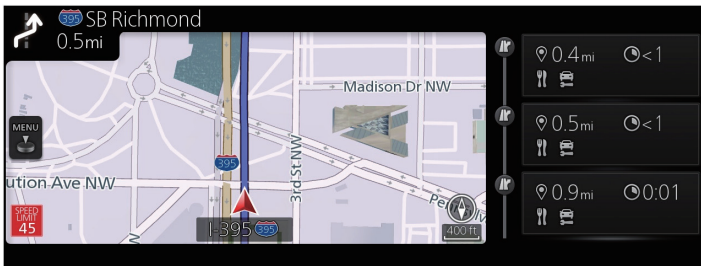 395 SB Richmond
0.5mi
Madison Dr NW
MENU
395
3rd St NW
ution Ave NW
SPEED
LIMIT
45
I-395 395
400 ft
0.4mi <1
0.5mi <1
0.9mi 0:01